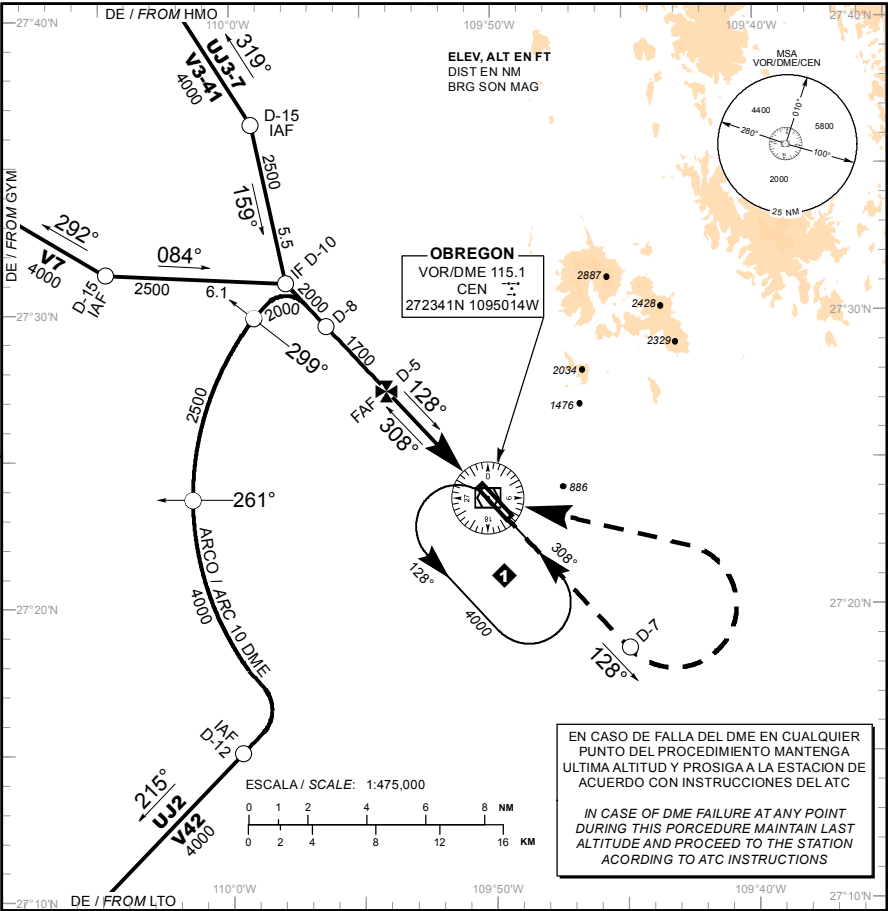 DE / FROM HMO
27°40'N
110°0'W
109°50'W
109°40'W
27°40'N
319°
UJ3-7
V3-41
4000
D-15
IAF
ELEV, ALT EN FT
DIST EN NM
BRG SON MAG
MSA
VOR/DME/CEN
4400
010°
5800
280°
100°
2000
25 NM
DE / FROM GYM
292°
V7
4000
D-15
IAF
084°
2500
6.1
2500
159°
5.5
IF D-10
2000
D-8
2000
299°
1700
D-5
FAF
128°
308°
OBREGON
VOR/DME 115.1
CEN
272341N 1095014W
2887
2428
2329
2034
1476
886
27°30'N
27°30'N
2500
261°
ARCO / ARC 10 DME
4000
0
9
18
27
1
128°
4000
308°
D-7
128°
27°20'N
27°20'N
IAF
D-12
215°
UJ2
V42
4000
DE / FROM LTO
ESCALA / SCALE: 1:475,000
0 1 2 4 6 8 NM
0 2 4 8 12 16 KM
EN CASO DE FALLA DEL DME EN CUALQUIER
PUNTO DEL PROCEDIMIENTO MANTENGA
ULTIMA ALTITUD Y PROSIGA A LA ESTACION DE
ACUERDO CON INSTRUCCIONES DEL ATC
IN CASE OF DME FAILURE AT ANY POINT
DURING THIS PORCEDURE MAINTAIN LAST
ALTITUDE AND PROCEED TO THE STATION
ACORDING TO ATC INSTRUCTIONS
27°10'N
110°0'W
109°50'W
109°40'W
27°10'N